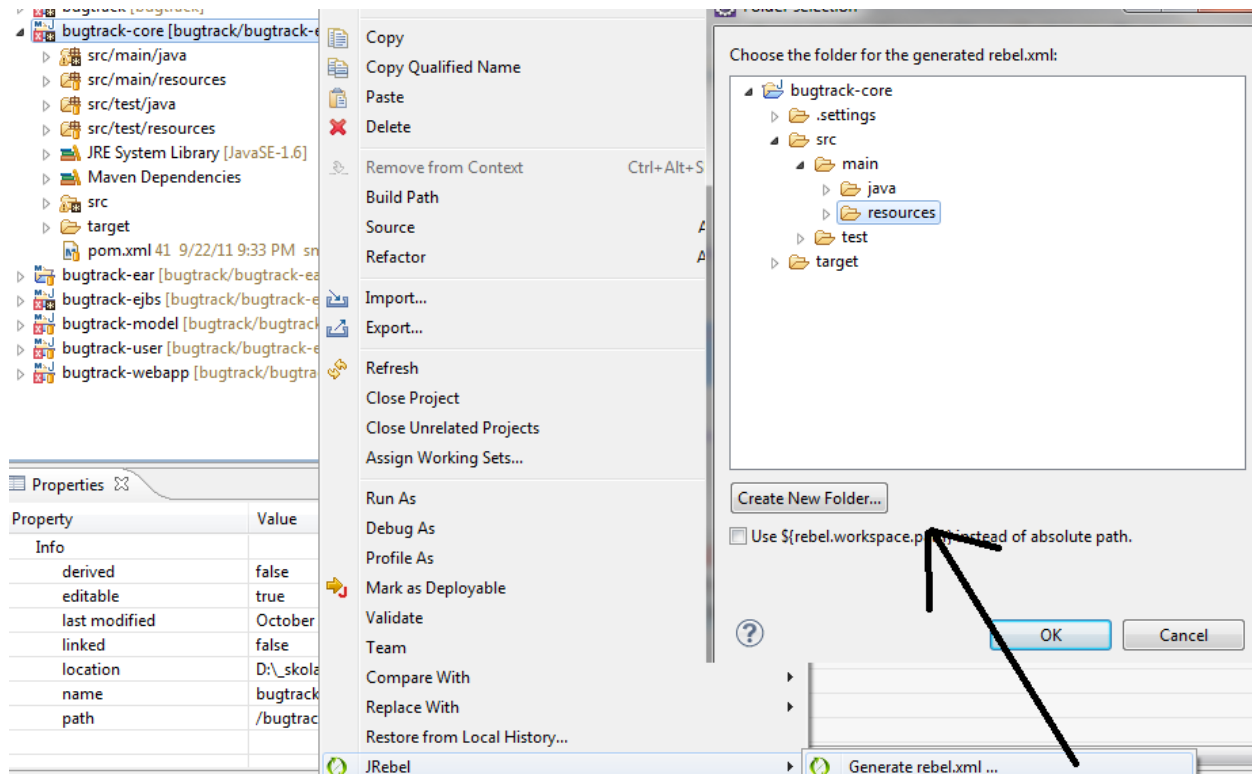 bugtrack-core [bugtrack/bugtrack-e
src/main/java
src/main/resources
src/test/java
src/test/resources
JRE System Library [JavaSE-1.6]
Maven Dependencies
src
target
pom.xml 41 9/22/11 9:33 PM sn
bugtrack-ear [bugtrack/bugtrack-ea
bugtrack-ejbs [bugtrack/bugtrack-e
bugtrack-model [bugtrack/bugtrack
bugtrack-user [bugtrack/bugtrack-e
bugtrack-webapp [bugtrack/bugtra
Properties
Property Value
Info
derived false
editable true
last modified October
linked false
location D:\_skola
name bugtrack
path /bugtrac
Copy
Copy Qualified Name
Paste
Delete
Remove from Context Ctrl+Alt+S
Build Path
Source A
Refactor A
Import...
Export...
Refresh
Close Project
Close Unrelated Projects
Assign Working Sets...
Run As
Debug As
Profile As
Mark as Deployable
Validate
Team
Compare With
Replace With
Restore from Local History...
JRebel
Generate rebel.xml ...
Folder selection
Choose the folder for the generated rebel.xml:
bugtrack-core
.settings
src
main
java
resources
test
target
Create New Folder...
Use instead of absolute path.
OK Cancel